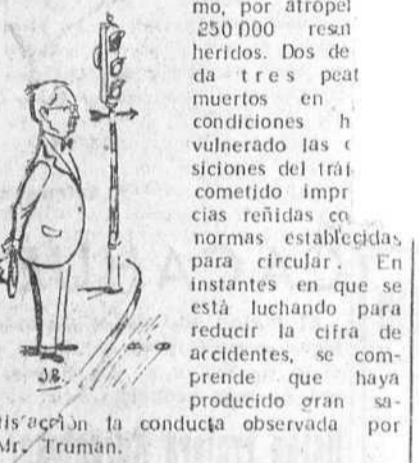 mo, por atropel
250 000 resul
heridos. Dos de
da tres peat
muertos en
condiciones h
vulnerado las
siciones del trá
cometido impr
cias reñidas co
normas establecidas
para circular. En
instantes en que se
está luchando para
reducir la cifra de
accidentes, se com-
prende que haya
producido gran sa-
tisfacción la conducta observada por
Mr. Truman.
J.B.